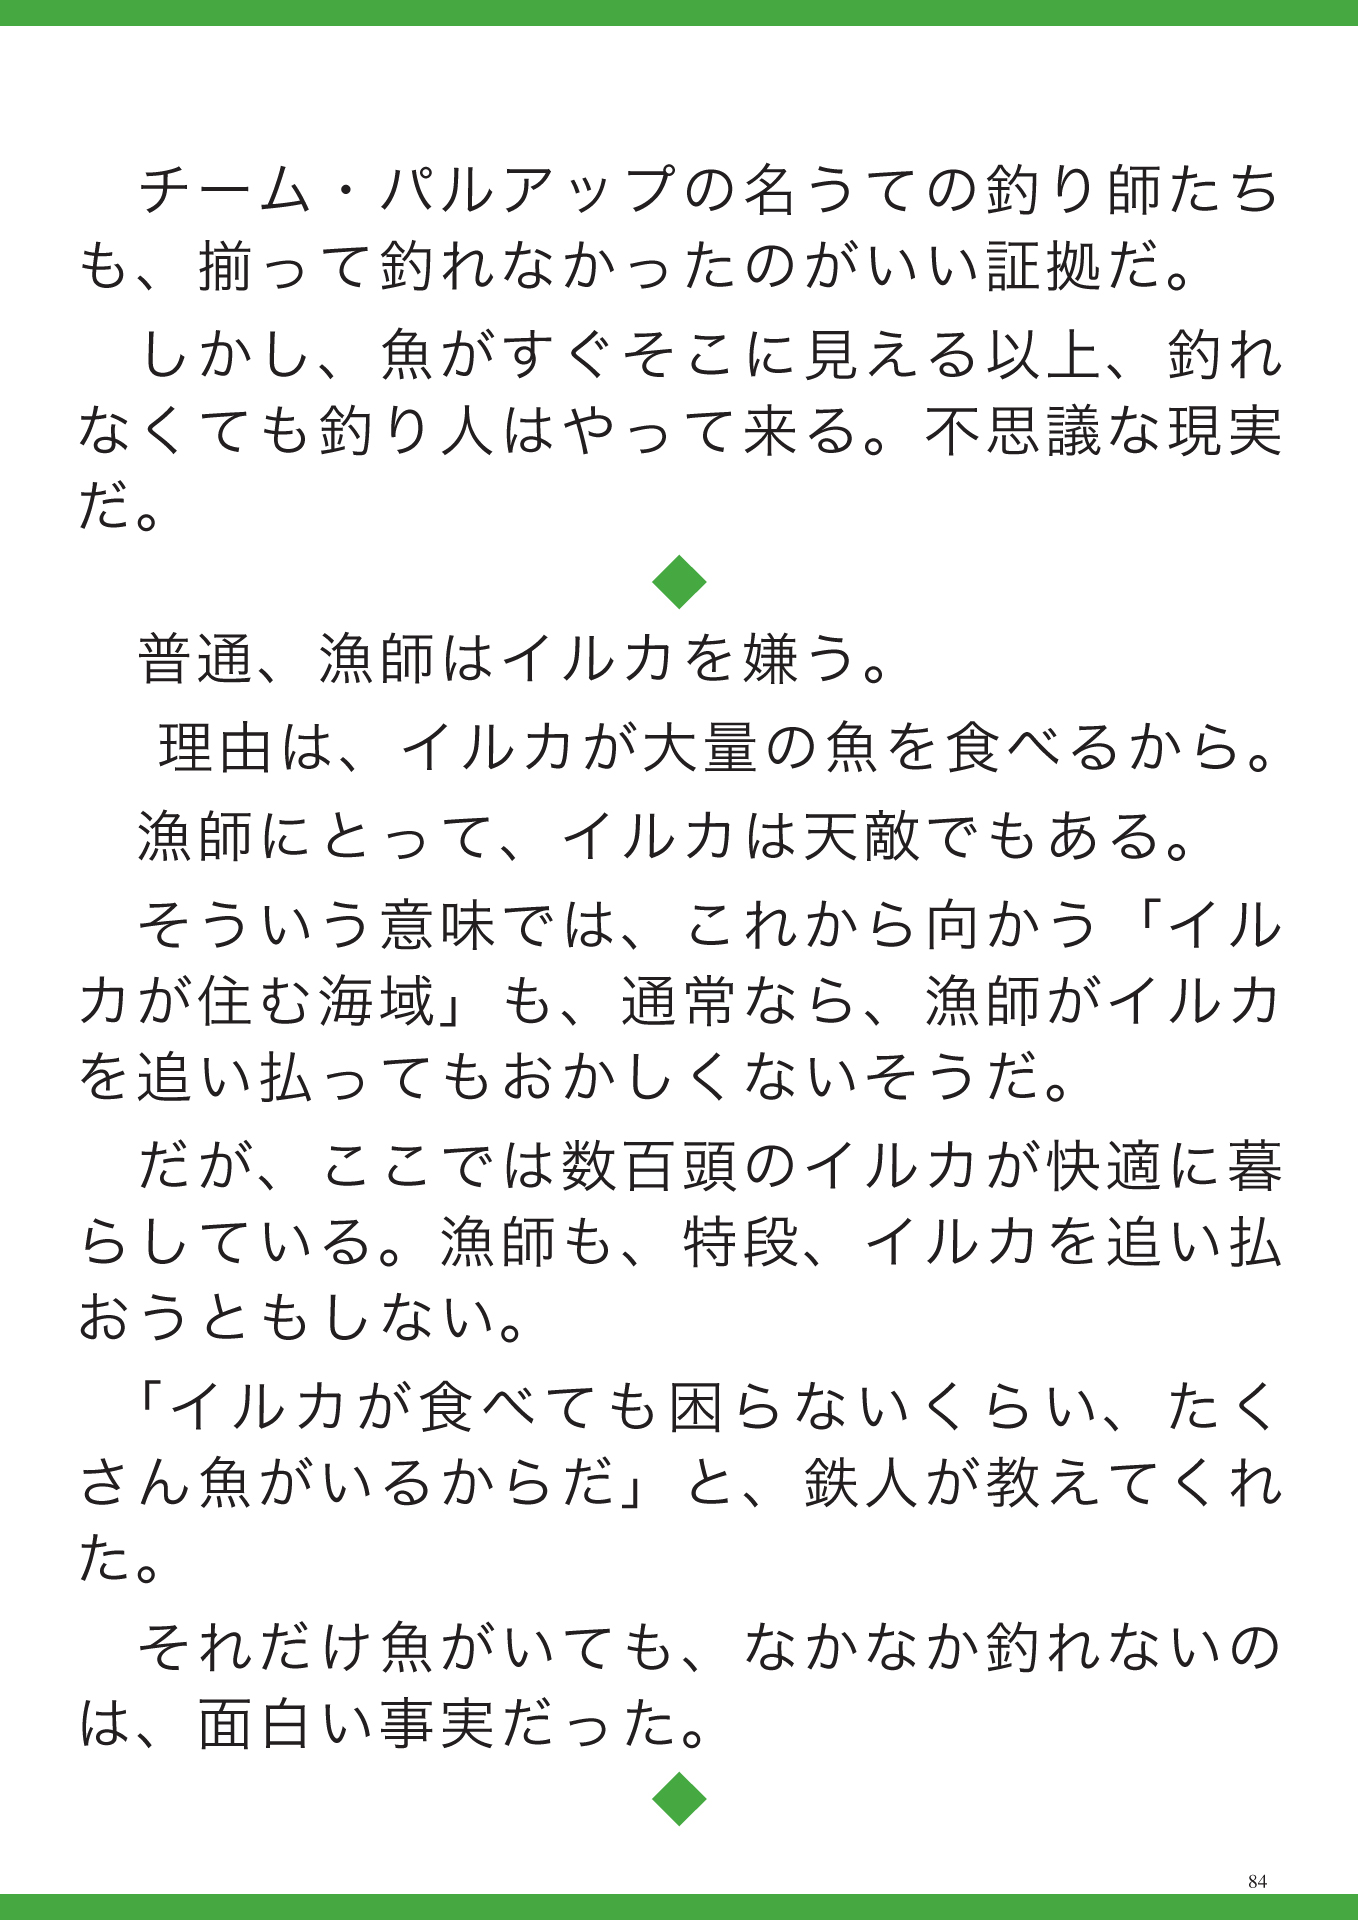 チーム・パルアップの名うての釣り師たち
も、揃って釣れなかったのがいい証拠だ。
　しかし、魚がすぐそこに見える以上、釣れ
なくても釣り人はやって来る。不思議な現実
だ。
◆
　普通、漁師はイルカを嫌う。
　理由は、イルカが大量の魚を食べるから。
　漁師にとって、イルカは天敵でもある。
　そういう意味では、これから向かう「イル
カが住む海域」も、通常なら、漁師がイルカ
を追い払ってもおかしくないそうだ。
　だが、ここでは数百頭のイルカが快適に暮
らしている。漁師も、特段、イルカを追い払
おうともしない。
「イルカが食べても困らないくらい、たく
さん魚がいるからだ」と、鉄人が教えてくれ
た。
　それだけ魚がいても、なかなか釣れないの
は、面白い事実だった。
◆
84